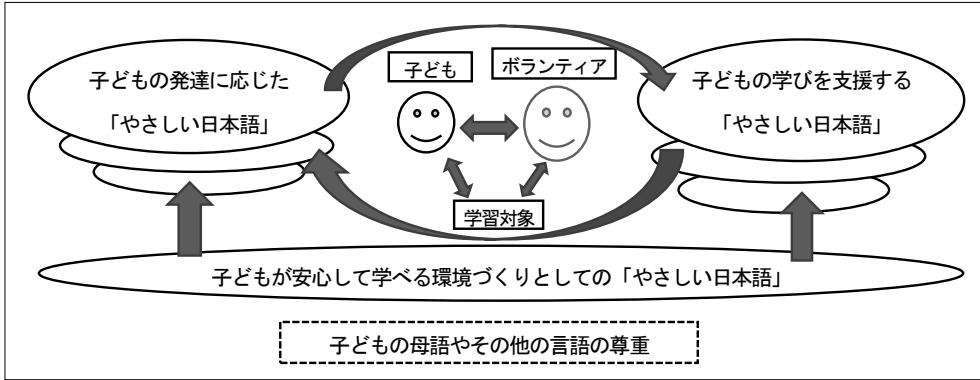 子どもの発達に応じた
「やさしい日本語」
子ども
ボランティア
学習対象
子どもの学びを支援する
「やさしい日本語」
子どもが安心して学べる環境づくりとしての「やさしい日本語」
子どもの母語やその他の言語の尊重